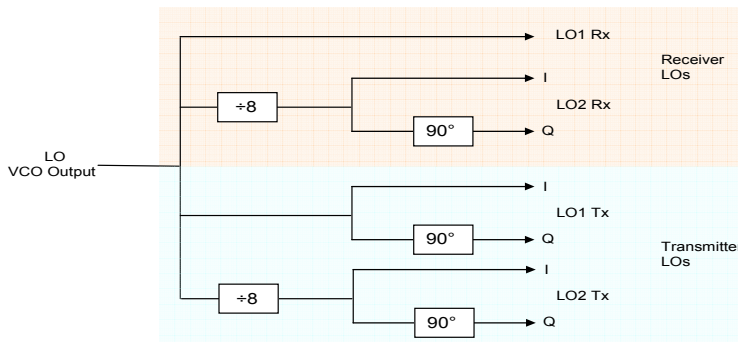 LO1 Rx
Receiver
LOs
I
÷8
LO2 Rx
90°
Q
LO
VCO Output
I
LO1 Tx
90°
Q
Transmitte
LOs
I
÷8
LO2 Tx
90°
Q